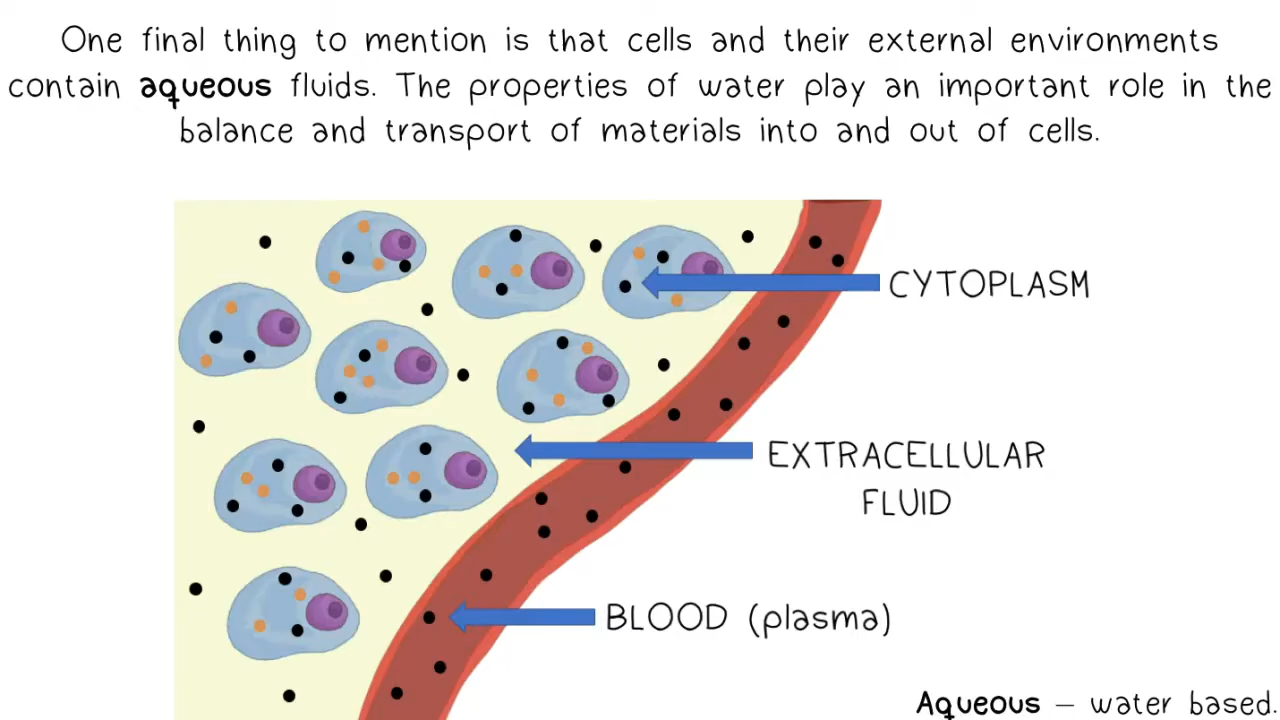 One final thing to mention is that cells and their external environments
contain aqueous fluids. The properties of water play an important role in the
balance and transport of materials into and out of cells.
CYTOPLASM
EXTRACELLULAR
FLUID
BLOOD (plasma)
Aqueous – water based.